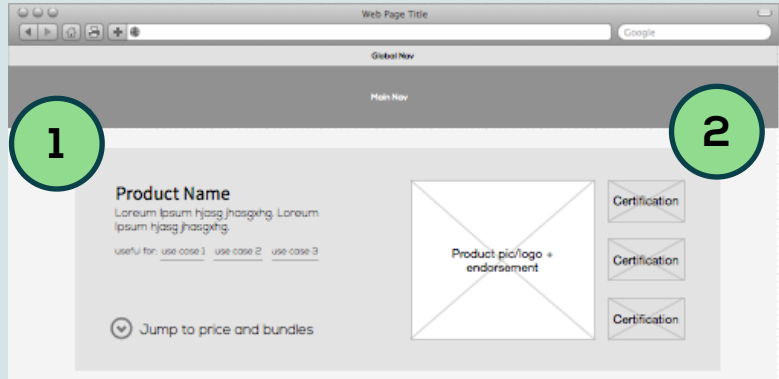 Web Page Title
Google
Global Nav
Main Nav
1
2
Product Name
Loreum Ipsum hjasg jhasgxhg. Loreum
Ipsum hjasg jhasgxhg.
useful for: use case 1 use case 2 use case 3
Jump to price and bundles
Product pic/logo +
endorsement
Certification
Certification
Certification